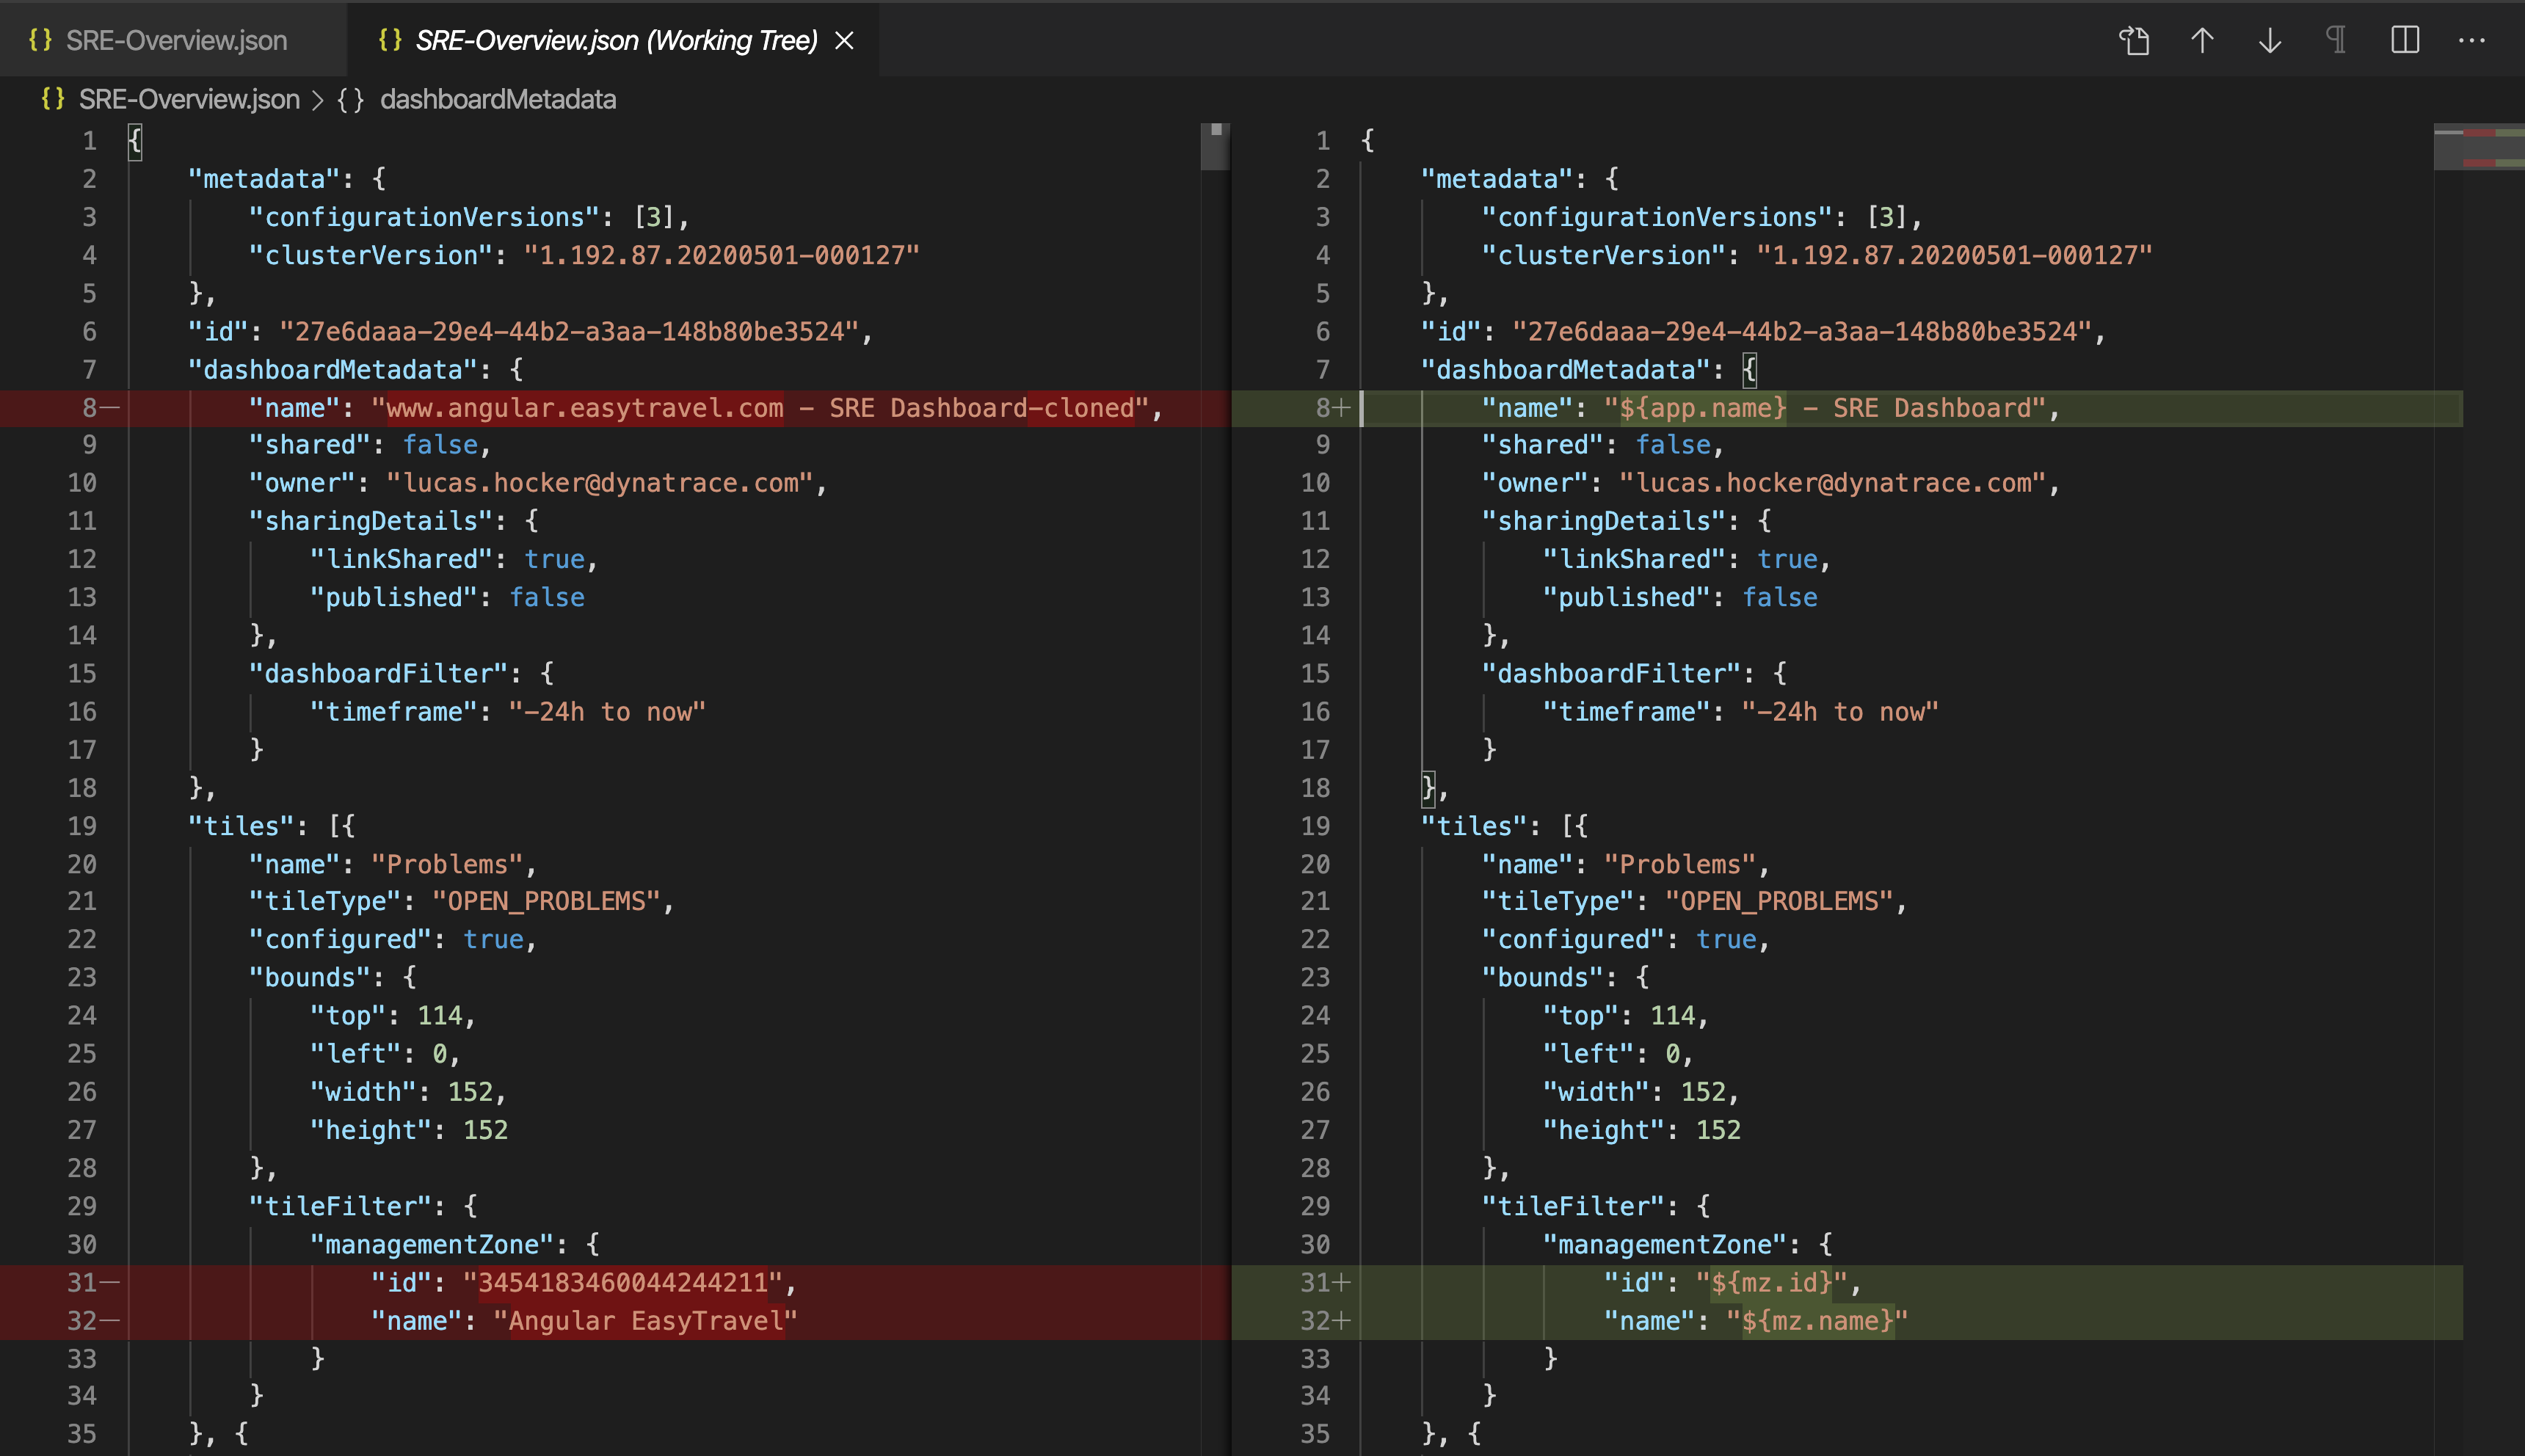 {} SRE-Overview.json
{} SRE-Overview.json (Working Tree) ×
{} SRE-Overview.json > {} dashboardMetadata
1 {
2 "metadata": {
3 "configurationVersions": [3],
4 "clusterVersion": "1.192.87.20200501-000127"
5 },
6 "id": "27e6daaa-29e4-44b2-a3aa-148b80be3524",
7 "dashboardMetadata": {
8— "name": "www.angular.easytravel.com - SRE Dashboard-cloned",
9 "shared": false,
10 "owner": "lucas.hocker@dynatrace.com",
11 "sharingDetails": {
12 "linkShared": true,
13 "published": false
14 },
15 "dashboardFilter": {
16 "timeframe": "-24h to now"
17 }
18 },
19 "tiles": [{
20 "name": "Problems",
21 "tileType": "OPEN_PROBLEMS",
22 "configured": true,
23 "bounds": {
24 "top": 114,
25 "left": 0,
26 "width": 152,
27 "height": 152
28 },
29 "tileFilter": {
30 "managementZone": {
31— "id": "3454183460044244211",
32— "name": "Angular EasyTravel"
33 }
34 }
35 }, {
1 {
2 "metadata": {
3 "configurationVersions": [3],
4 "clusterVersion": "1.192.87.20200501-000127"
5 },
6 "id": "27e6daaa-29e4-44b2-a3aa-148b80be3524",
7 "dashboardMetadata": {
8+ "name": "${app.name} - SRE Dashboard",
9 "shared": false,
10 "owner": "lucas.hocker@dynatrace.com",
11 "sharingDetails": {
12 "linkShared": true,
13 "published": false
14 },
15 "dashboardFilter": {
16 "timeframe": "-24h to now"
17 }
18 },
19 "tiles": [{
20 "name": "Problems",
21 "tileType": "OPEN_PROBLEMS",
22 "configured": true,
23 "bounds": {
24 "top": 114,
25 "left": 0,
26 "width": 152,
27 "height": 152
28 },
29 "tileFilter": {
30 "managementZone": {
31+ "id": "${mz.id}",
32+ "name": "${mz.name}"
33 }
34 }
35 }, {